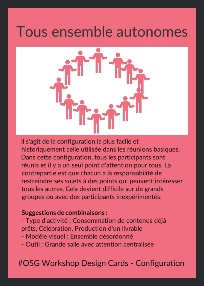 Tous ensemble autonomes
Il s'agit de la configuration la plus facile et
historiquement celle utilisée dans les réunions basiques.
Dans cette configuration, tous les participants sont
réunis et il y a un seul point d'attention pour tous. La
contrepartie est que chacun a la responsabilité de
restreindre ses sujets à des points qui peuvent intéresser
tous les autres. Cela devient difficile sur de grands
groupes ou avec des participants inexpérimentés.
Suggestions de combinaisons :
- Type d'activité : Consommation de contenus déjà
prêts, Célébration, Production d'un livrable
- Modèle visuel : Ensemble désordonné
- Outil : Grande salle avec attention centralisée
#OSG Workshop Design Cards - Configuration